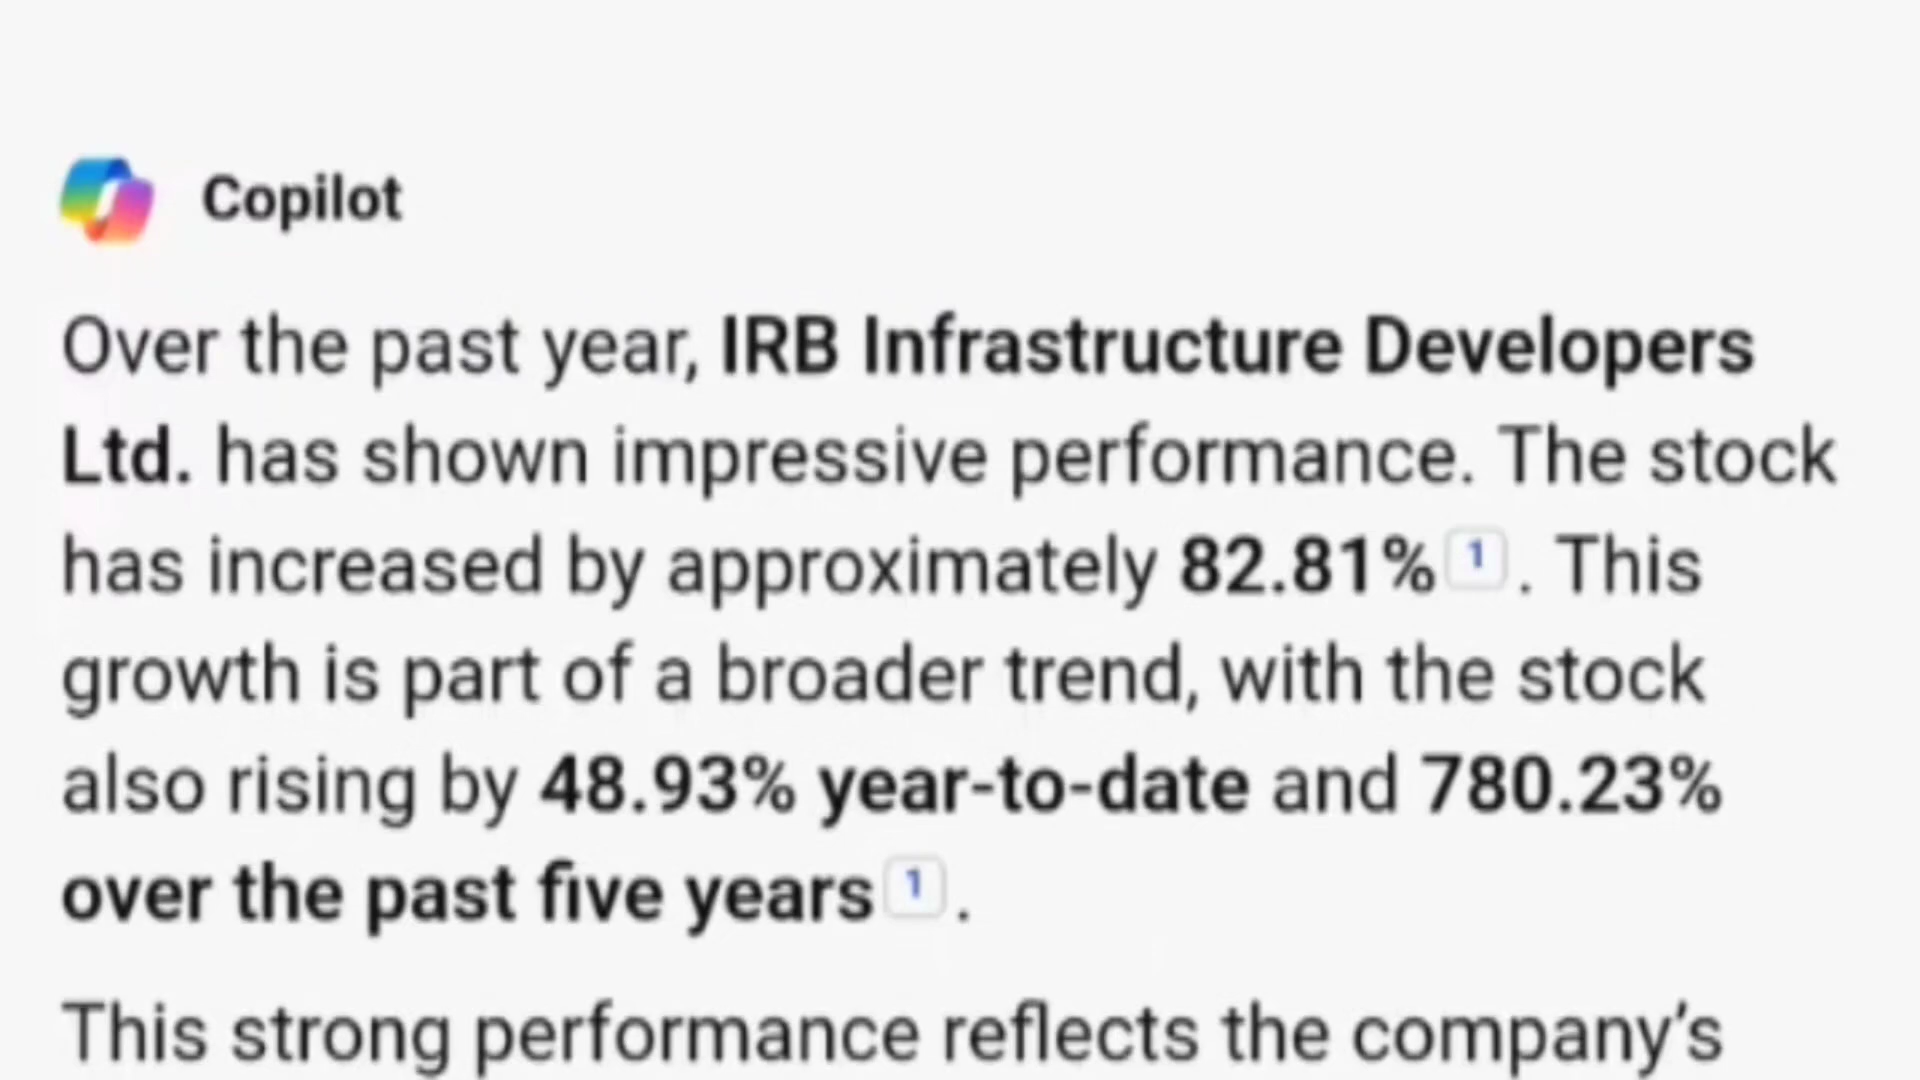 Copilot
Over the past year, IRB Infrastructure Developers
Ltd. has shown impressive performance. The stock
has increased by approximately 82.81% 1 . This
growth is part of a broader trend, with the stock
also rising by 48.93% year-to-date and 780.23%
over the past five years 1 .
This strong performance reflects the company’s